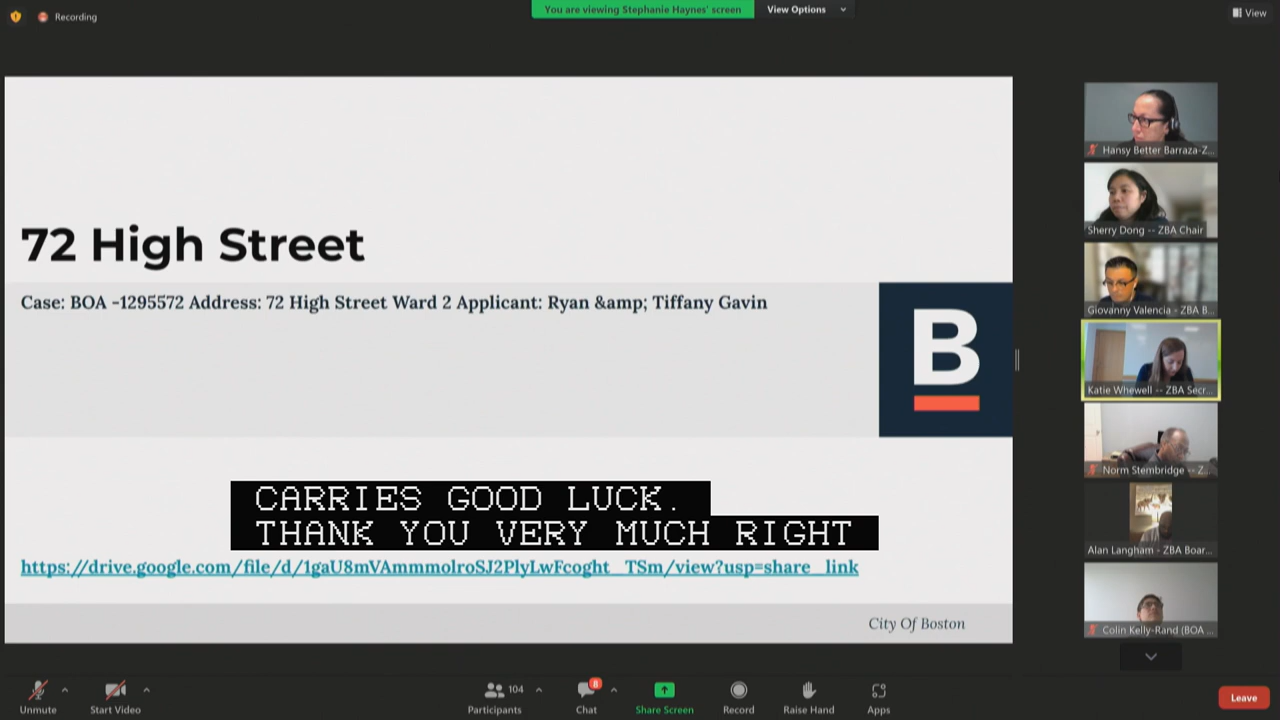 Recording
You are viewing Stephanie Haynes' screen
View Options
View
72 High Street
Case: BOA -1295572 Address: 72 High Street Ward 2 Applicant: Ryan &amp; Tiffany Gavin
B
CARRIES GOOD LUCK.
THANK YOU VERY MUCH RIGHT
https://drive.google.com/file/d/1gaU8mVAmmmolroSJ2PlyLwFcoght_TSm/view?usp=share_link
City Of Boston
Hansy Better Barraza-Z...
Sherry Dong -- ZBA Chair
Giovanny Valencia - ZBA B...
Katie Whewell -- ZBA Secr...
Norm Stembridge -- Z...
Alan Langham - ZBA Boar...
Colin Kelly-Rand (BOA ...
Unmute
Start Video
104
Participants
8
Chat
Share Screen
Record
Raise Hand
Apps
Leave